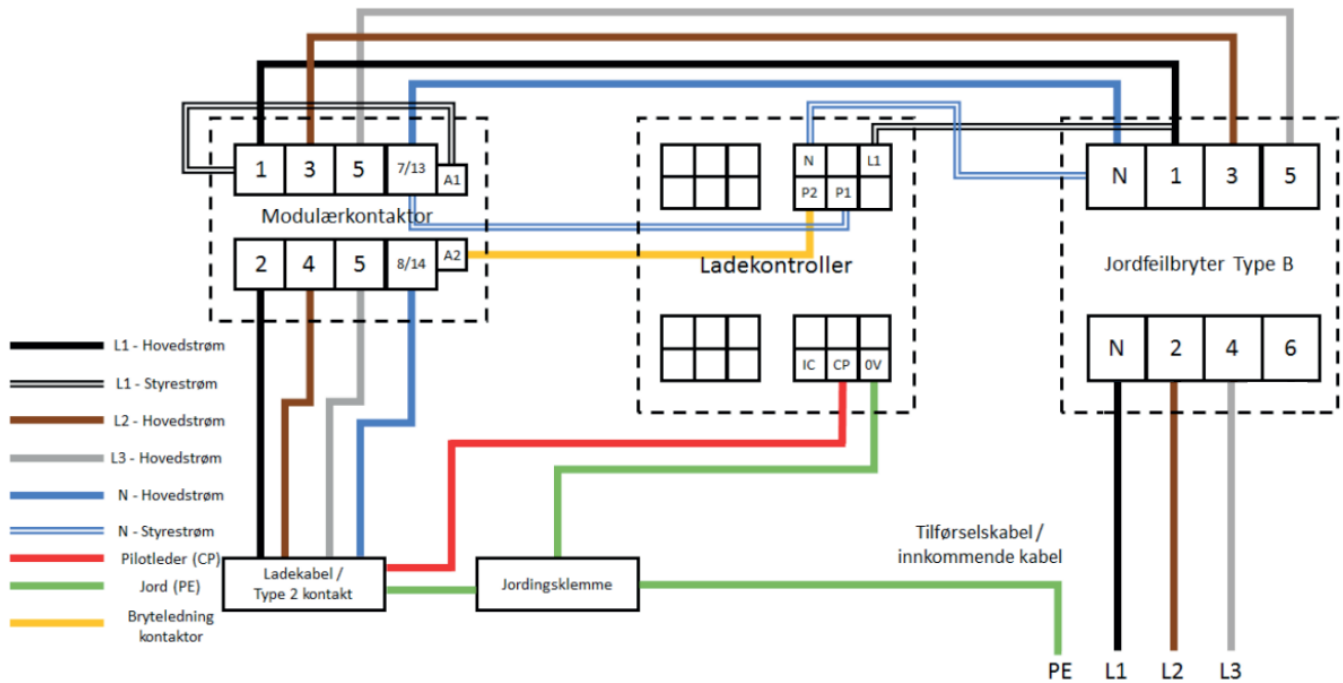 1 3 5 7/13 A1
Modulærkontaktor
2 4 5 8/14 A2
N L1
P2 P1
Ladekontroller
IC CP 0V
N 1 3 5
Jordfeilbryter Type B
N 2 4 6
L1 - Hovedstrøm
L1 - Styrestrøm
L2 - Hovedstrøm
L3 - Hovedstrøm
N - Hovedstrøm
N - Styrestrøm
Pilotleder (CP)
Jord (PE)
Bryteledning
kontaktor
Ladekabel /
Type 2 kontakt
Jordingsklemme
Tilførselskabel /
innkommende kabel
PE L1 L2 L3